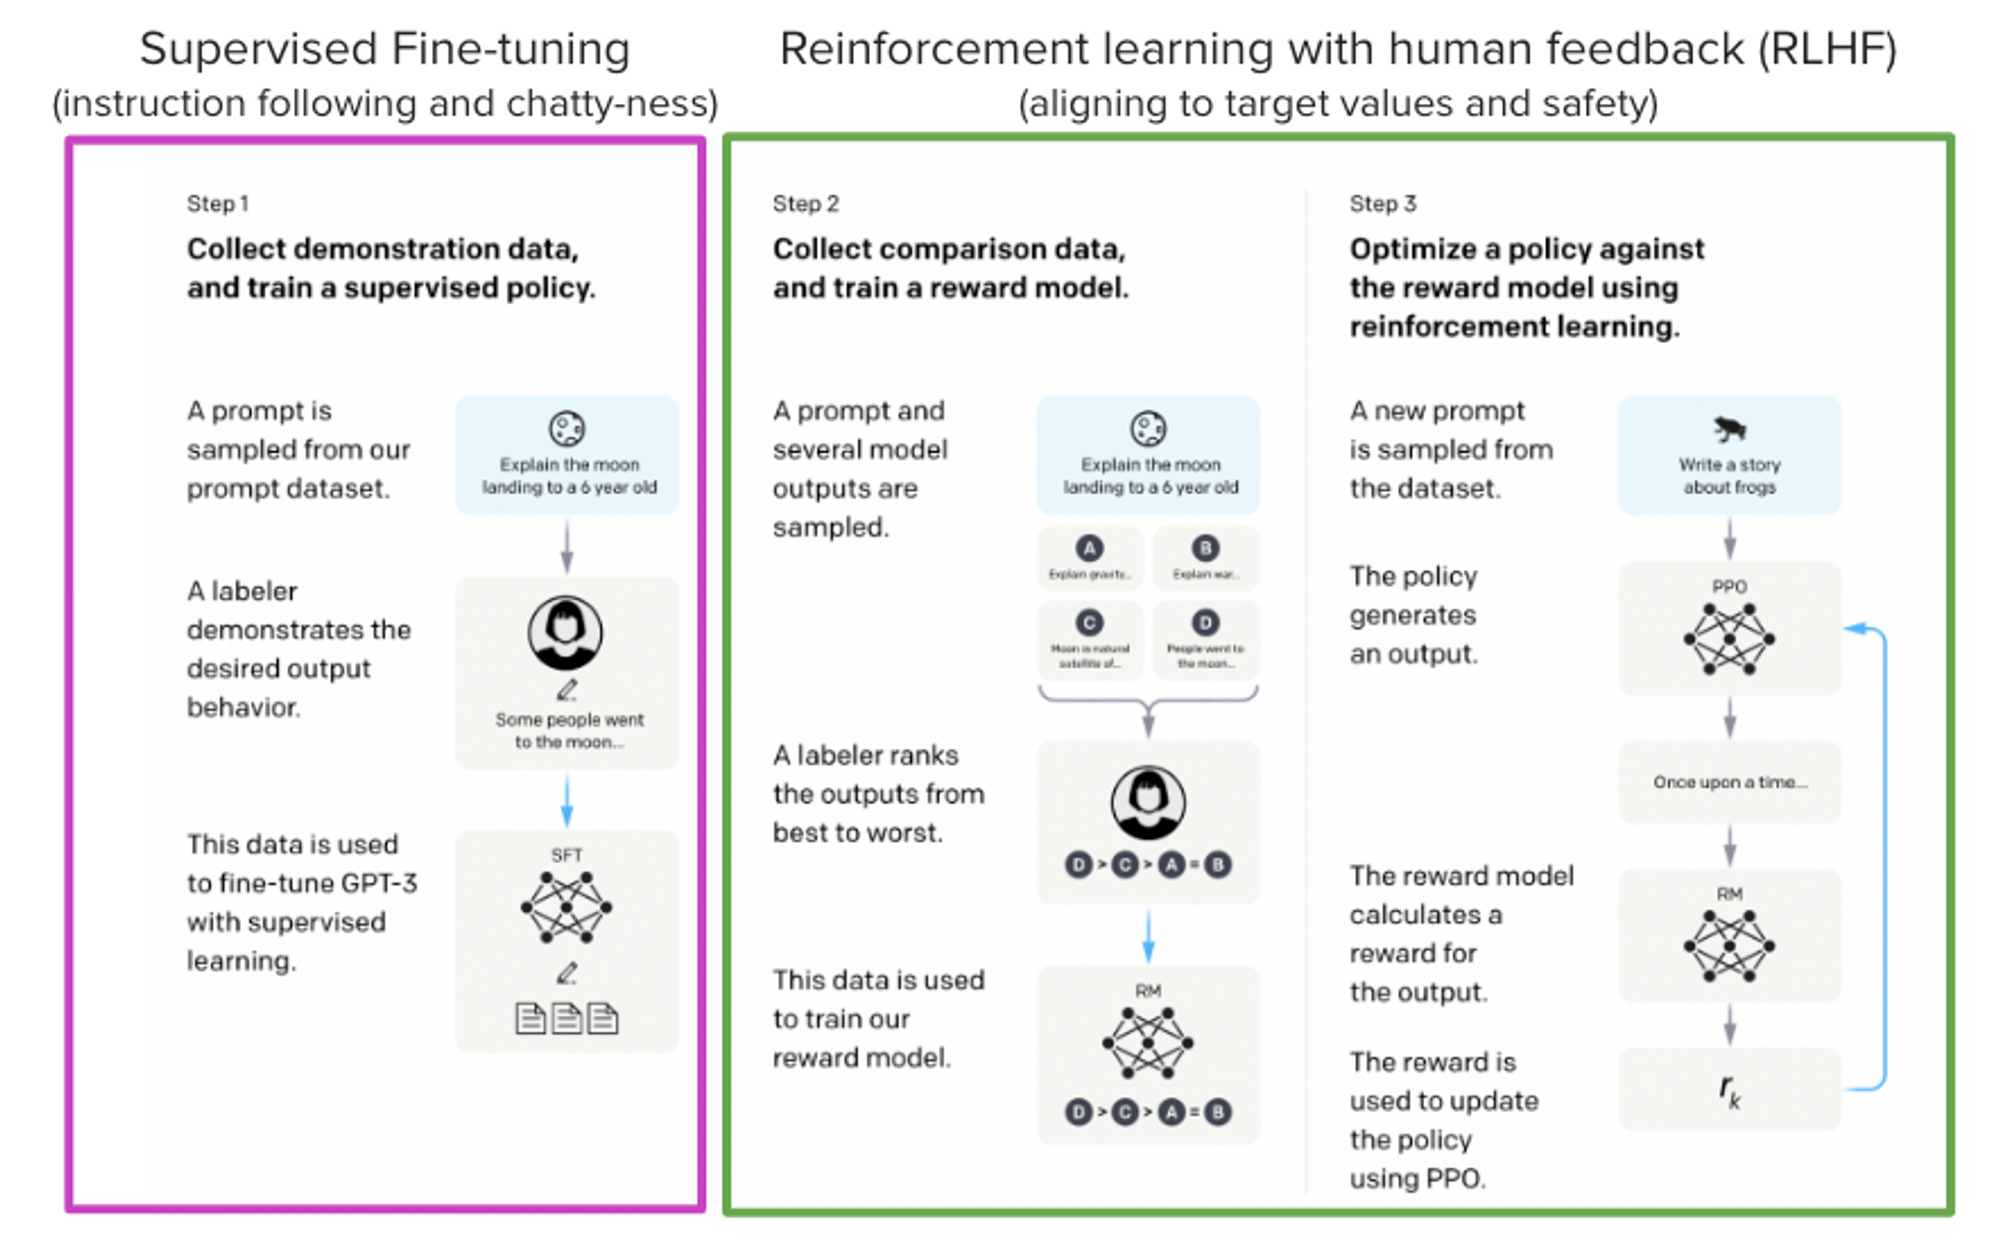 Supervised Fine-tuning
(instruction following and chatty-ness)
Reinforcement learning with human feedback (RLHF)
(aligning to target values and safety)
Step 1
Collect demonstration data,
and train a supervised policy.
A prompt is
sampled from our
prompt dataset.
Explain the moon
landing to a 6 year old
A labeler
demonstrates the
desired output
behavior.
Some people went
to the moon...
This data is used
to fine-tune GPT-3
with supervised
learning.
SFT
Step 2
Collect comparison data,
and train a reward model.
A prompt and
several model
outputs are
sampled.
Explain the moon
landing to a 6 year old
A
Explain gravity...
B
Explain war...
C
Moon is natural
satellite of...
D
People went to
the moon...
A labeler ranks
the outputs from
best to worst.
D > C > A = B
This data is used
to train our
reward model.
RM
D > C > A = B
Step 3
Optimize a policy against
the reward model using
reinforcement learning.
A new prompt
is sampled from
the dataset.
Write a story
about frogs
The policy
generates
an output.
PPO
Once upon a time...
The reward model
calculates a
reward for
the output.
RM
The reward is
used to update
the policy
using PPO.
rₖ